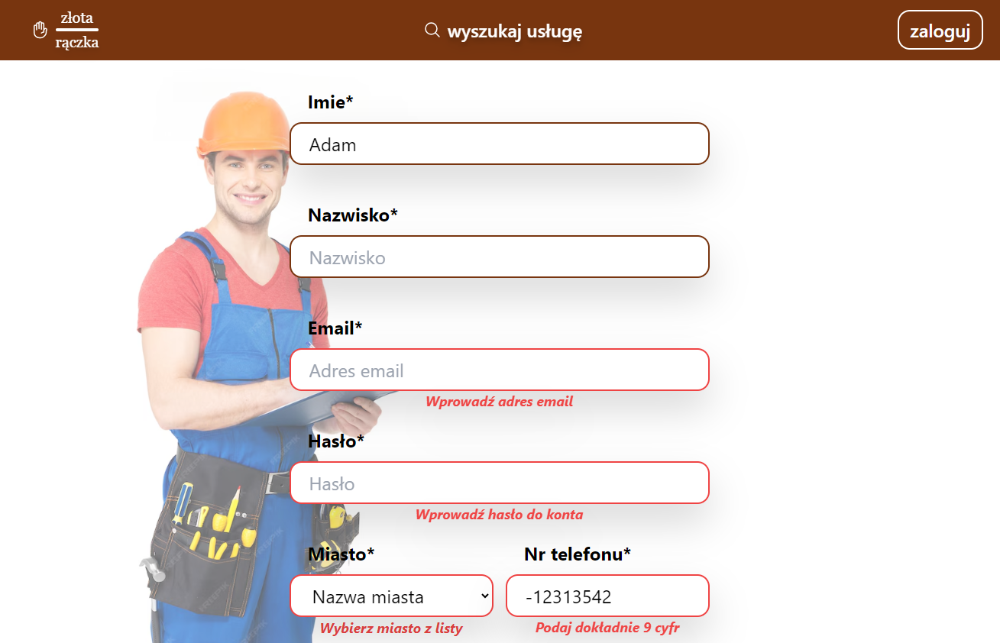 złota
rączka
wyszukaj usługę
zaloguj
Imie*
Adam
Nazwisko*
Nazwisko
Email*
Adres email
Wprowadź adres email
Hasło*
Hasło
Wprowadź hasło do konta
Miasto*
Nr telefonu*
Nazwa miasta
-12313542
Wybierz miasto z listy
Podaj dokładnie 9 cyfr